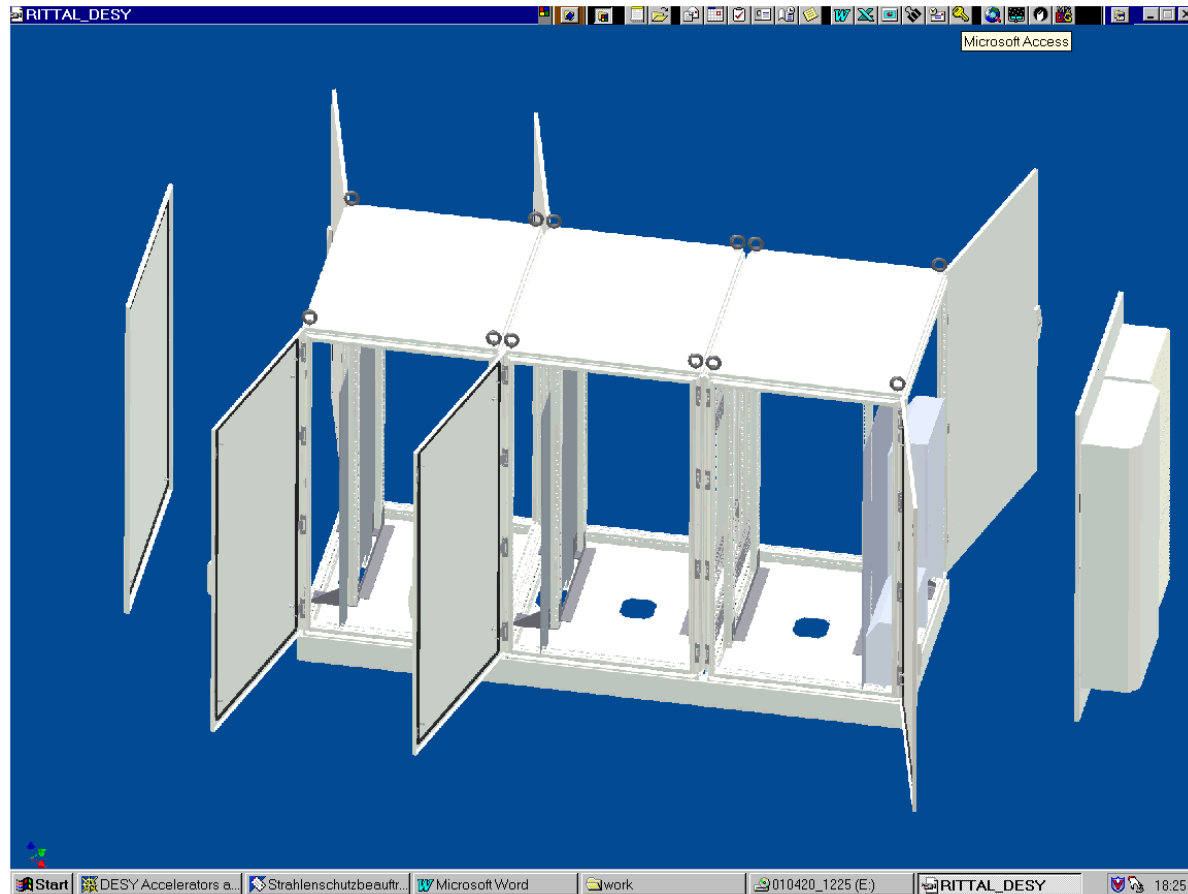 RITTAL_DESY
Microsoft Access
Start
DESY Accelerators a...
Strahlenschutzbeauftr...
Microsoft Word
work
010420_1225 (E:)
RITTAL_DESY
18:25